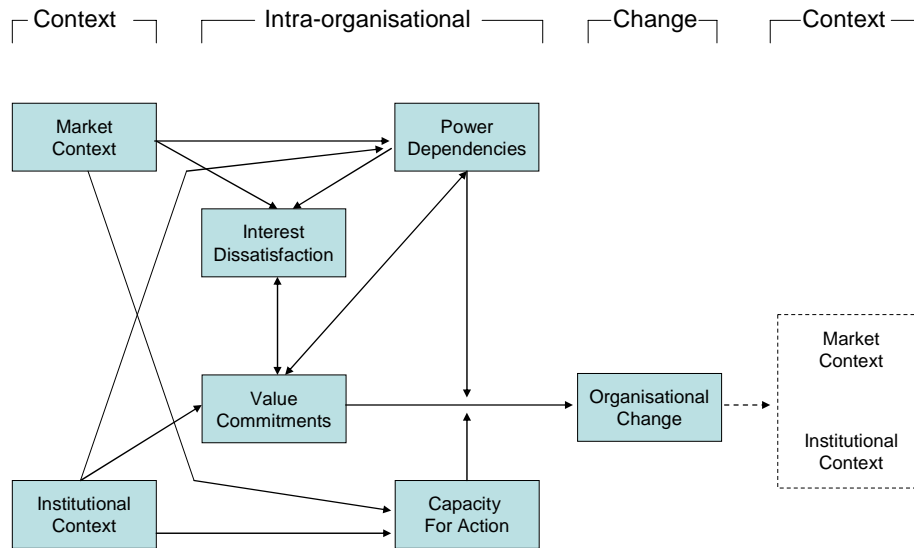 Context
Intra-organisational
Change
Context
Market
Context
Power
Dependencies
Interest
Dissatisfaction
Value
Commitments
Organisational
Change
Market
Context
Institutional
Context
Institutional
Context
Capacity
For Action